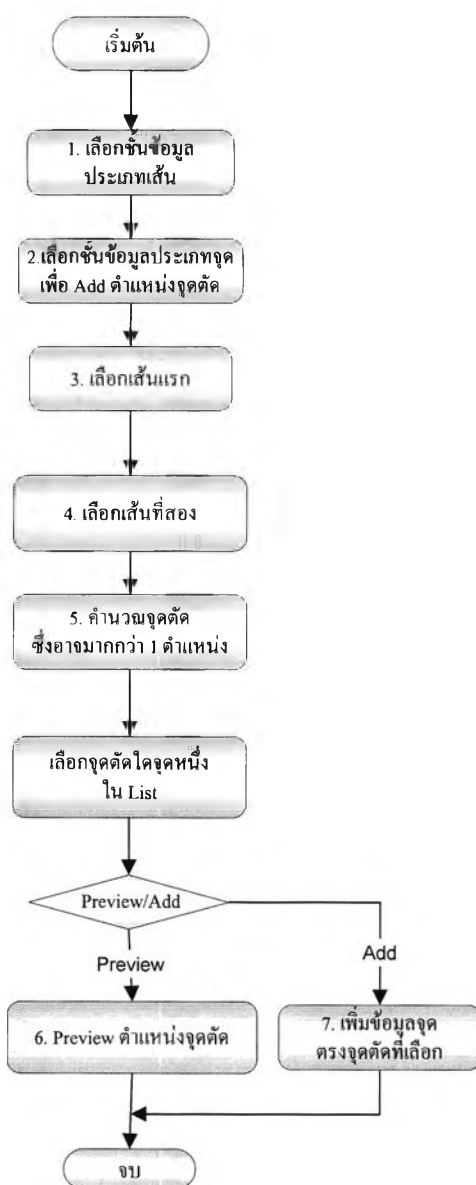 เริ่มต้น
1. เลือกชั้นข้อมูล
ประเภทเส้น
2.เลือกชั้นข้อมูลประเภทจุด
เพื่อ Add ตำแหน่งจุดตัด
3. เลือกเส้นแรก
4. เลือกเส้นที่สอง
5. คำนวณจุดตัด
ซึ่งอาจมากกว่า 1 ตำแหน่ง
เลือกจุดตัดใดจุดหนึ่ง
ใน List
Preview/Add
Preview
Add
6. Preview ตำแหน่งจุดตัด
7. เพิ่มข้อมูลจุด
ตรงจุดตัดที่เลือก
จบ